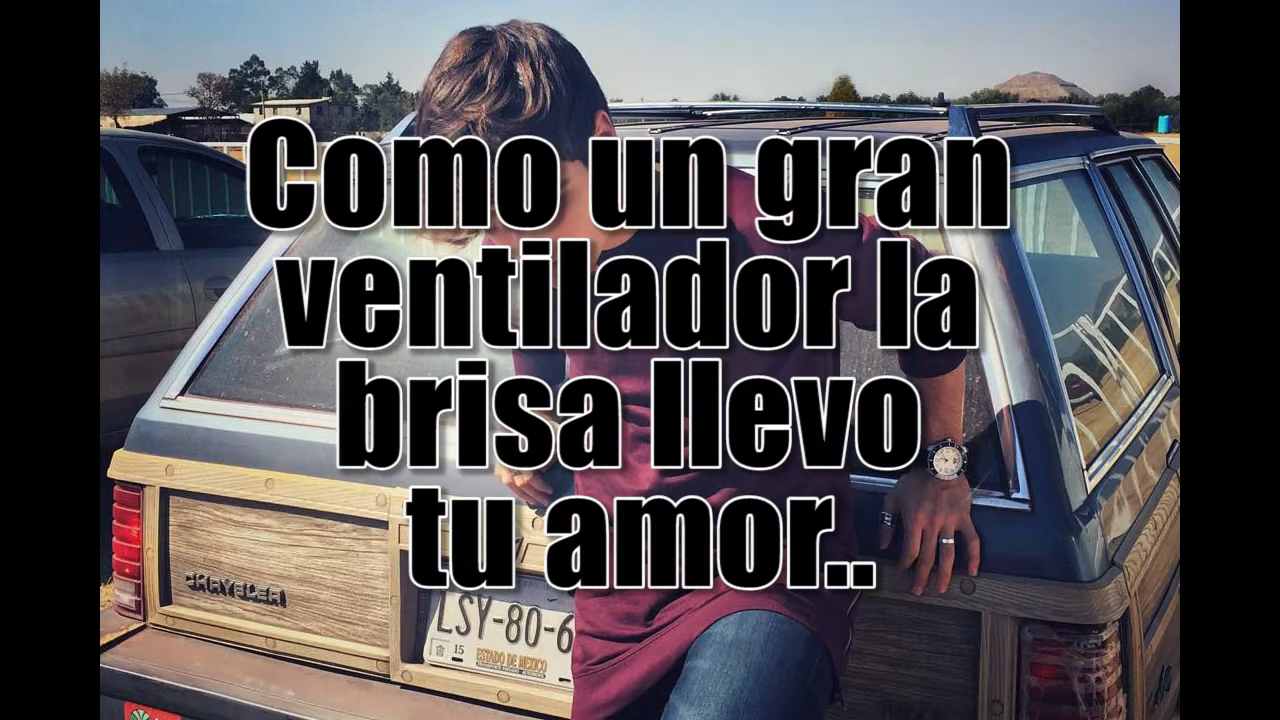 Como un gran
ventilador la
brisa llevo
tu amor..
CHRYSLER
LSY-80-6
15
ESTADO DE MEXICO